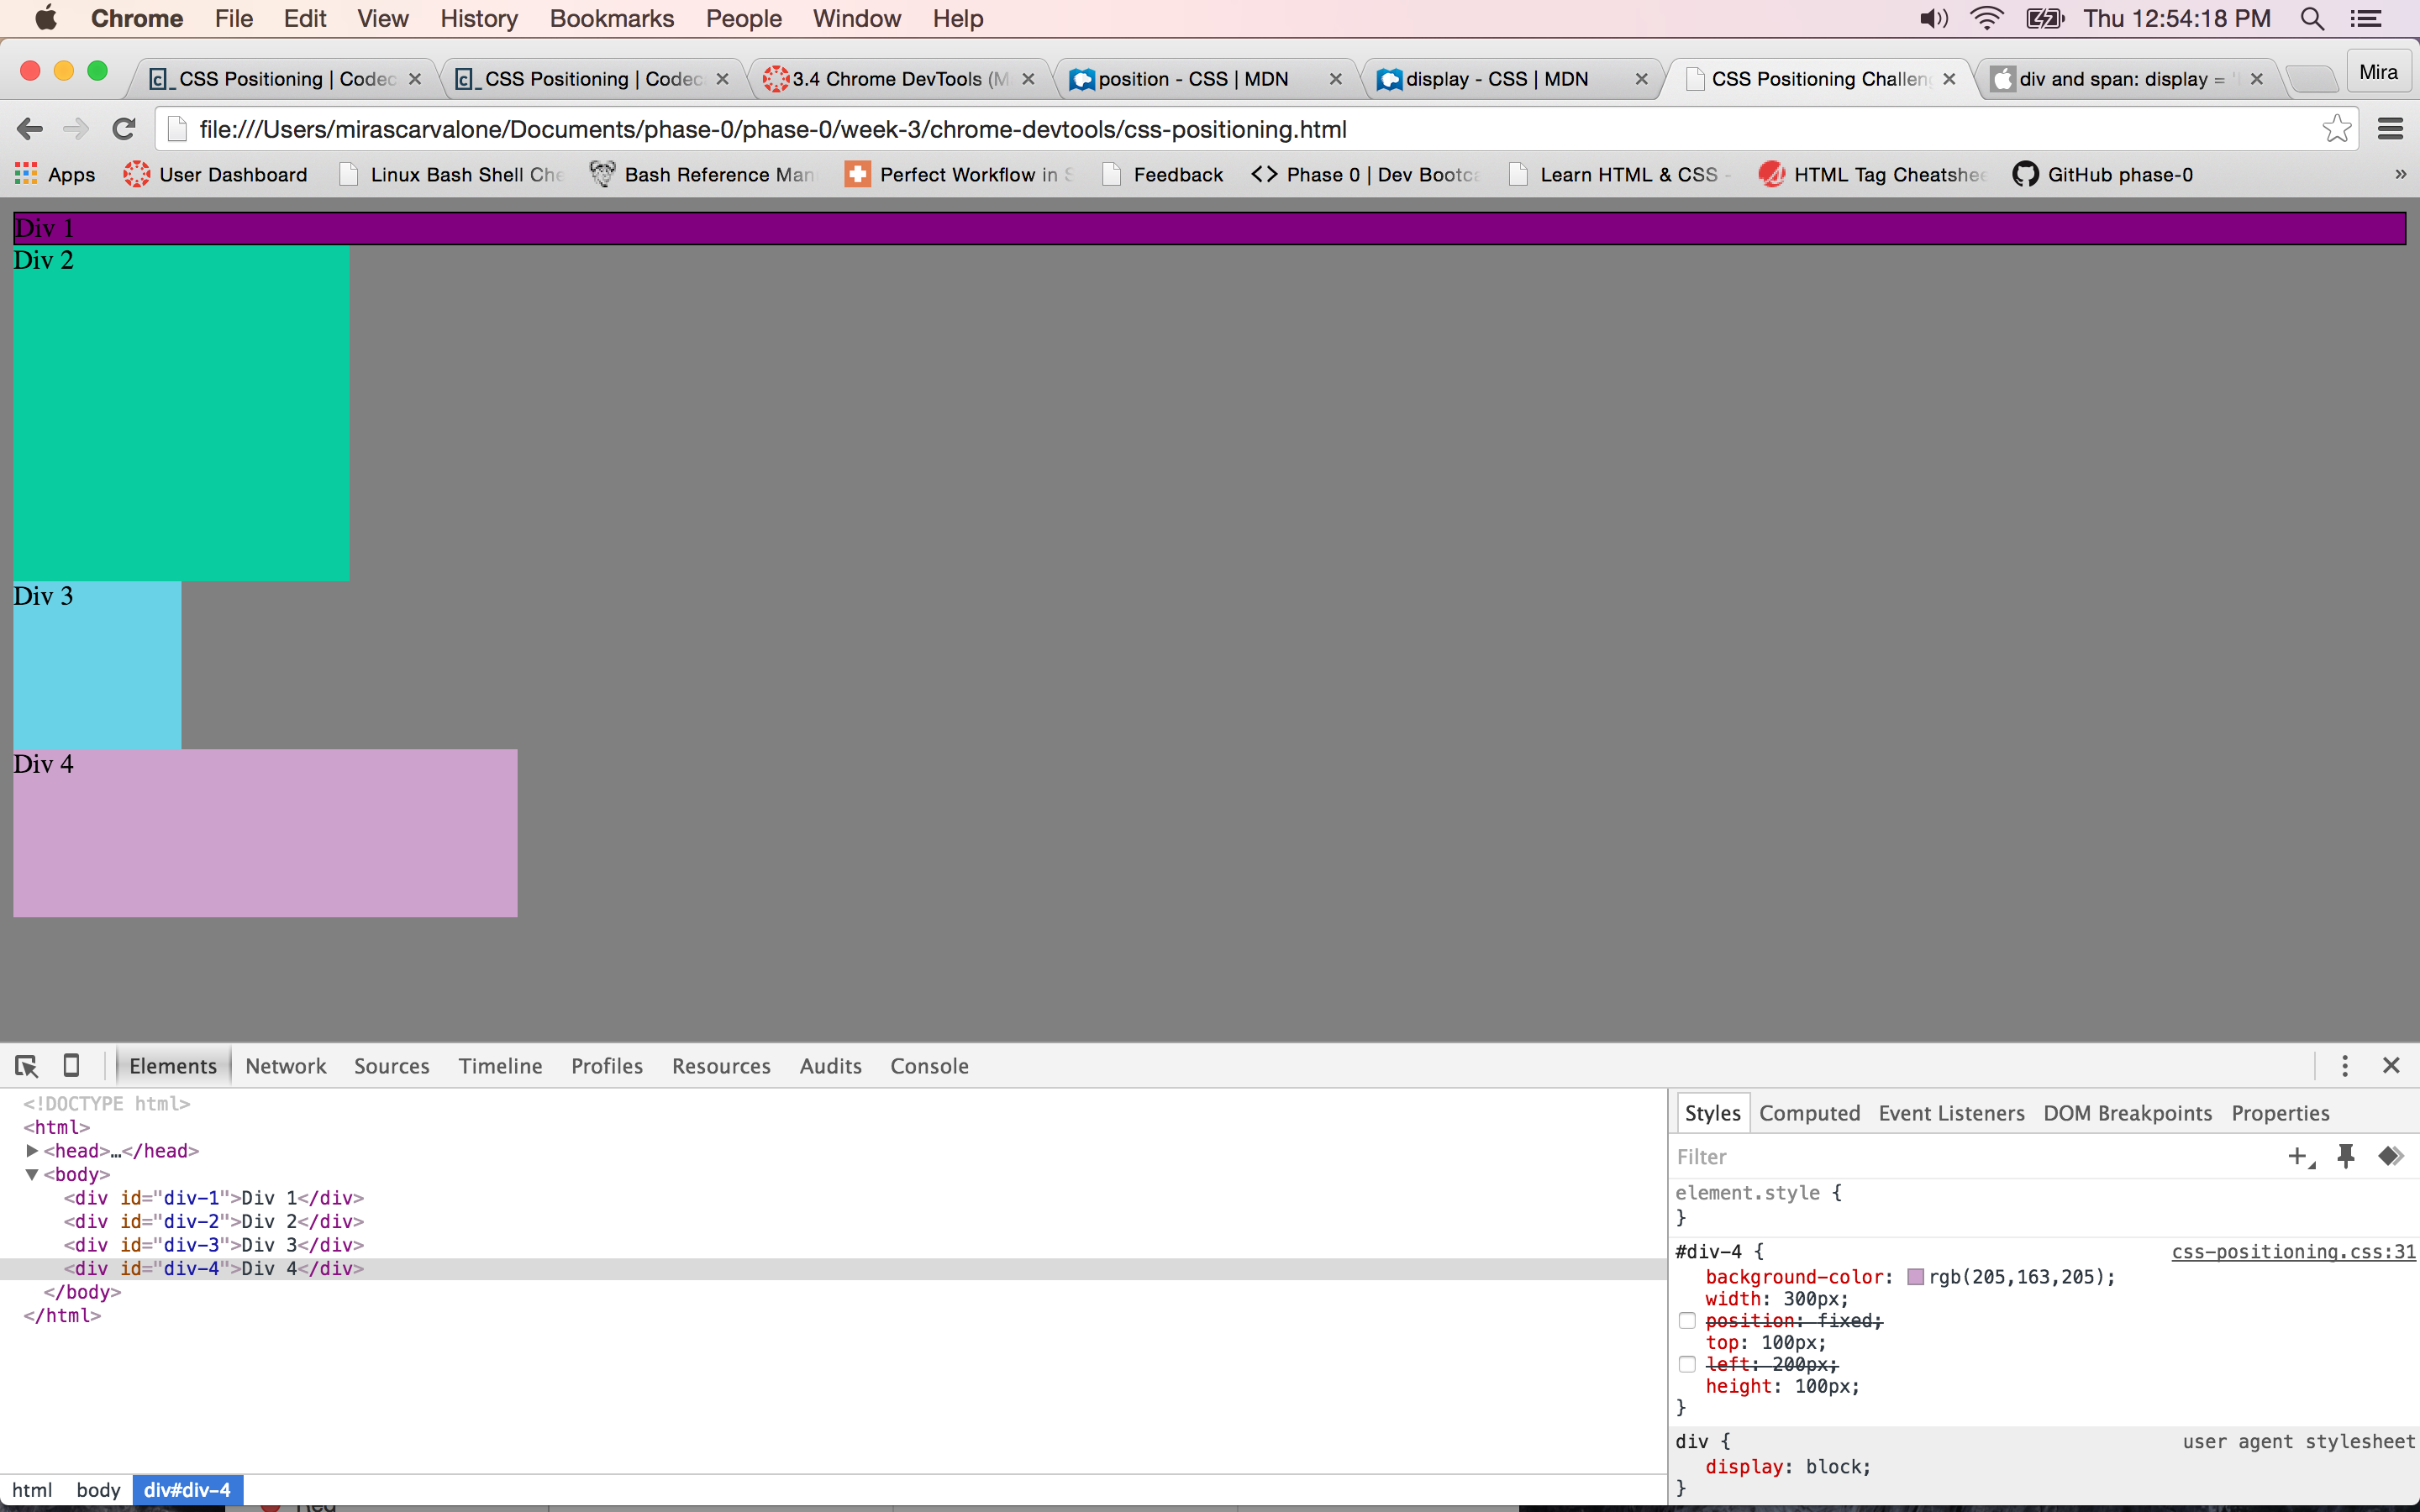 Chrome File Edit View History Bookmarks People Window Help Thu 12:54:18 PM
CSS Positioning | Codec CSS Positioning | Codec 3.4 Chrome DevTools (M position - CSS | MDN display - CSS | MDN CSS Positioning Challen div and span: display = Mira
file:///Users/mirascarvalone/Documents/phase-0/phase-0/week-3/chrome-devtools/css-positioning.html
Apps User Dashboard Linux Bash Shell Che Bash Reference Man Perfect Workflow in S Feedback <> Phase 0 | Dev Bootca Learn HTML & CSS - HTML Tag Cheatshee GitHub phase-0 »
Div 1
Div 2
Div 3
Div 4
Elements Network Sources Timeline Profiles Resources Audits Console
<!DOCTYPE html>
<html>
<head>…</head>
<body>
<div id="div-1">Div 1</div>
<div id="div-2">Div 2</div>
<div id="div-3">Div 3</div>
<div id="div-4">Div 4</div>
</body>
</html>
html body div#div-4
Styles Computed Event Listeners DOM Breakpoints Properties
Filter
element.style {
}
#div-4 { css-positioning.css:31
background-color: rgb(205,163,205);
width: 300px;
position: fixed;
top: 100px;
left: 200px;
height: 100px;
}
div { user agent stylesheet
display: block;
}